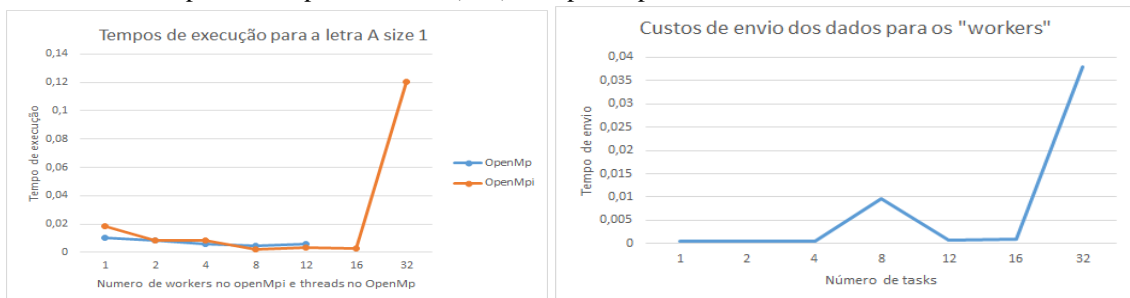 Tempos de execução para a letra A size 1
0,14
0,12
0,1
0,08
0,06
0,04
0,02
0
Tempo de execução
1 2 4 8 12 16 32
Numero de workers no openMpi e threads no OpenMp
OpenMp
OpenMpi
Custos de envio dos dados para os "workers"
0,04
0,035
0,03
0,025
0,02
0,015
0,01
0,005
0
Tempo de envio
1 2 4 8 12 16 32
Número de tasks